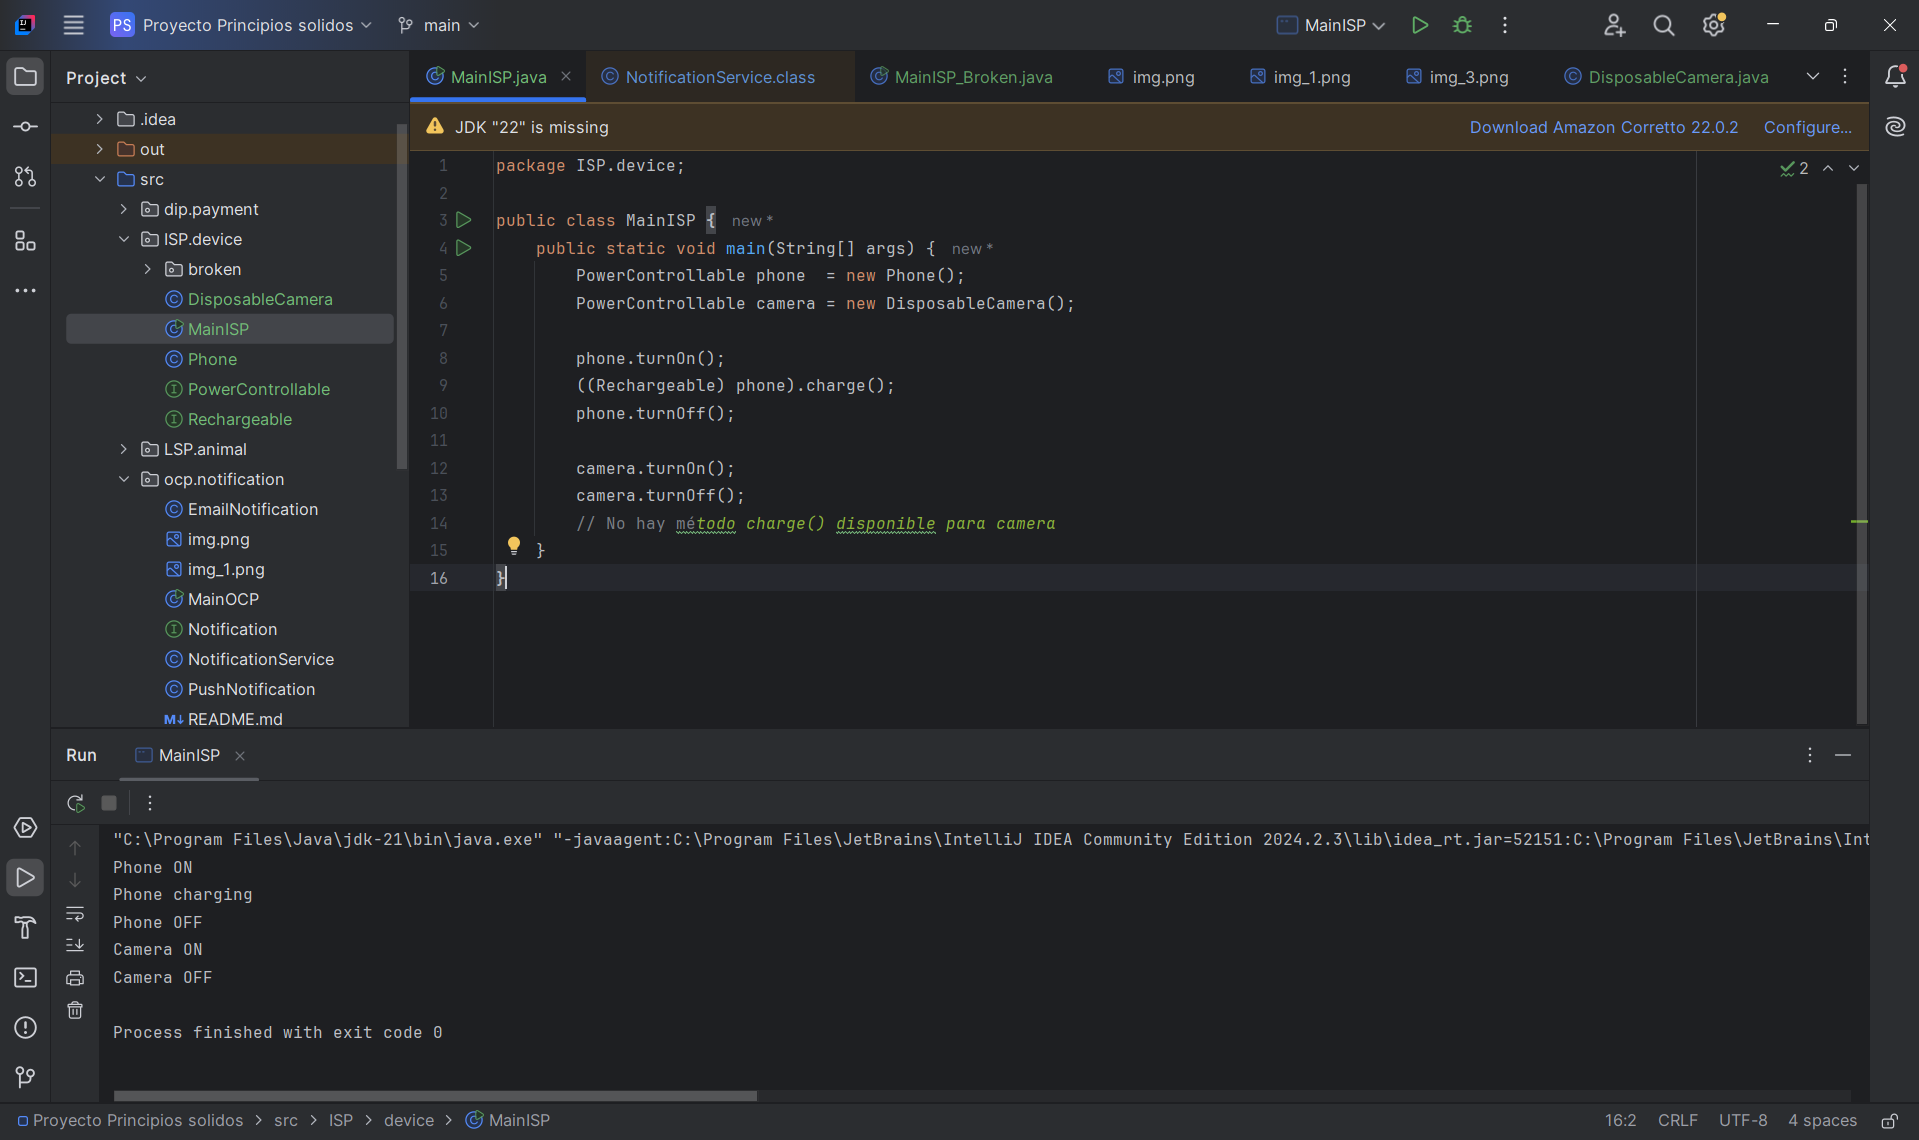 PS Proyecto Principios solidos main MainISP
Project
MainISP.java NotificationService.class MainISP_Broken.java img.png img_1.png img_3.png DisposableCamera.java
JDK "22" is missing Download Amazon Corretto 22.0.2 Configure...
.idea
out
src
dip.payment
ISP.device
broken
DisposableCamera
MainISP
Phone
PowerControllable
Rechargeable
LSP.animal
ocp.notification
EmailNotification
img.png
img_1.png
MainOCP
Notification
NotificationService
PushNotification
M↓ README.md
2
1 package ISP.device;
2
3 public class MainISP { new *
4 public static void main(String[] args) { new *
5 PowerControllable phone  = new Phone();
6 PowerControllable camera = new DisposableCamera();
7
8 phone.turnOn();
9 ((Rechargeable) phone).charge();
10 phone.turnOff();
11
12 camera.turnOn();
13 camera.turnOff();
14 // No hay método charge() disponible para camera
15 }
16 }
Run MainISP
"C:\Program Files\Java\jdk-21\bin\java.exe" "-javaagent:C:\Program Files\JetBrains\IntelliJ IDEA Community Edition 2024.2.3\lib\idea_rt.jar=52151:C:\Program Files\JetBrains\Int
Phone ON
Phone charging
Phone OFF
Camera ON
Camera OFF
Process finished with exit code 0
Proyecto Principios solidos > src > ISP > device > MainISP 16:2 CRLF UTF-8 4 spaces